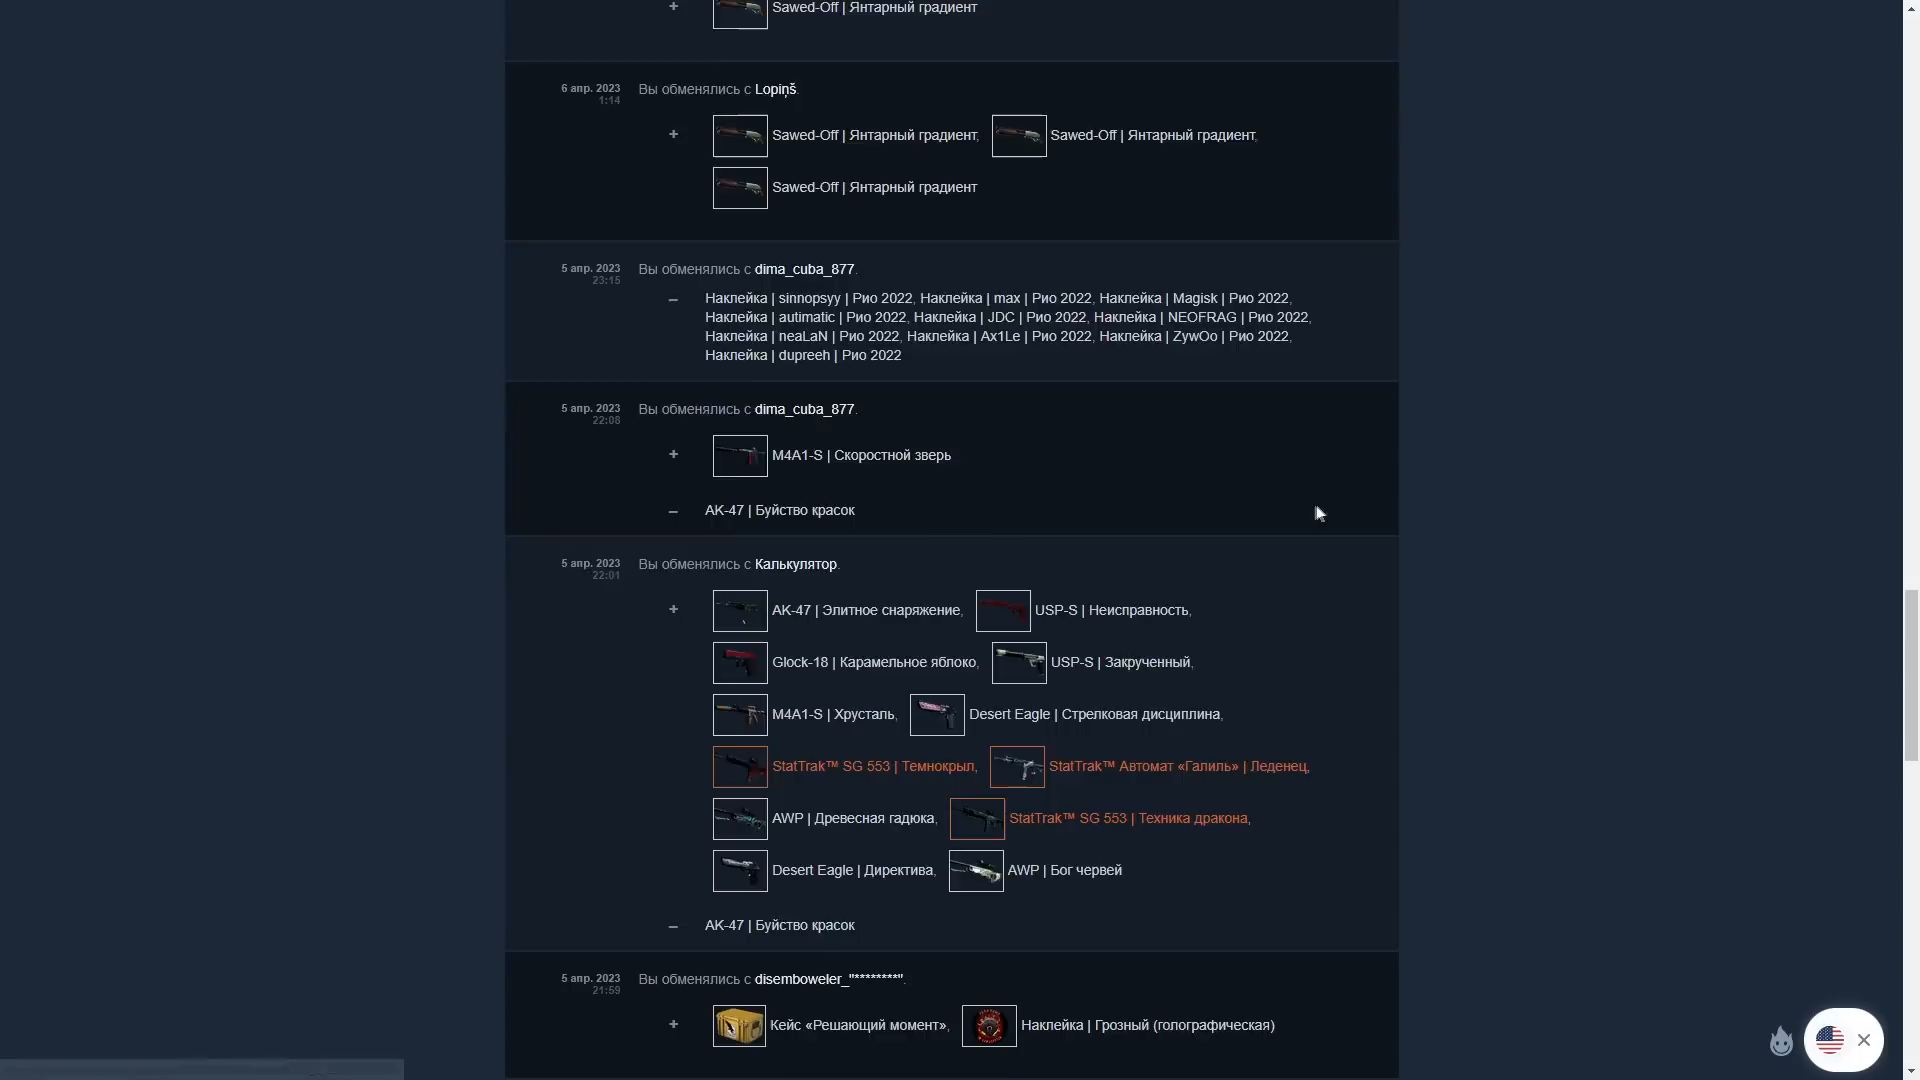 + Sawed-Off | Янтарный градиент
6 апр. 2023 Вы обменялись с Lopiņš.
1:14
+ Sawed-Off | Янтарный градиент, Sawed-Off | Янтарный градиент,
Sawed-Off | Янтарный градиент
5 апр. 2023 Вы обменялись с dima_cuba_877.
23:15
– Наклейка | sinnopsyy | Рио 2022, Наклейка | max | Рио 2022, Наклейка | Magisk | Рио 2022,
Наклейка | autimatic | Рио 2022, Наклейка | JDC | Рио 2022, Наклейка | NEOFRAG | Рио 2022,
Наклейка | neaLaN | Рио 2022, Наклейка | Ax1Le | Рио 2022, Наклейка | ZywOo | Рио 2022,
Наклейка | dupreeh | Рио 2022
5 апр. 2023 Вы обменялись с dima_cuba_877.
22:08
+ M4A1-S | Скоростной зверь
– AK-47 | Буйство красок
5 апр. 2023 Вы обменялись с Калькулятор.
22:01
+ AK-47 | Элитное снаряжение, USP-S | Неисправность,
Glock-18 | Карамельное яблоко, USP-S | Закрученный,
M4A1-S | Хрусталь, Desert Eagle | Стрелковая дисциплина,
StatTrak™ SG 553 | Темнокрыл, StatTrak™ Автомат «Галиль» | Леденец,
AWP | Древесная гадюка, StatTrak™ SG 553 | Техника дракона,
Desert Eagle | Директива, AWP | Бог червей
– AK-47 | Буйство красок
5 апр. 2023 Вы обменялись с disemboweler_"********".
21:59
+ Кейс «Решающий момент», Наклейка | Грозный (голографическая)